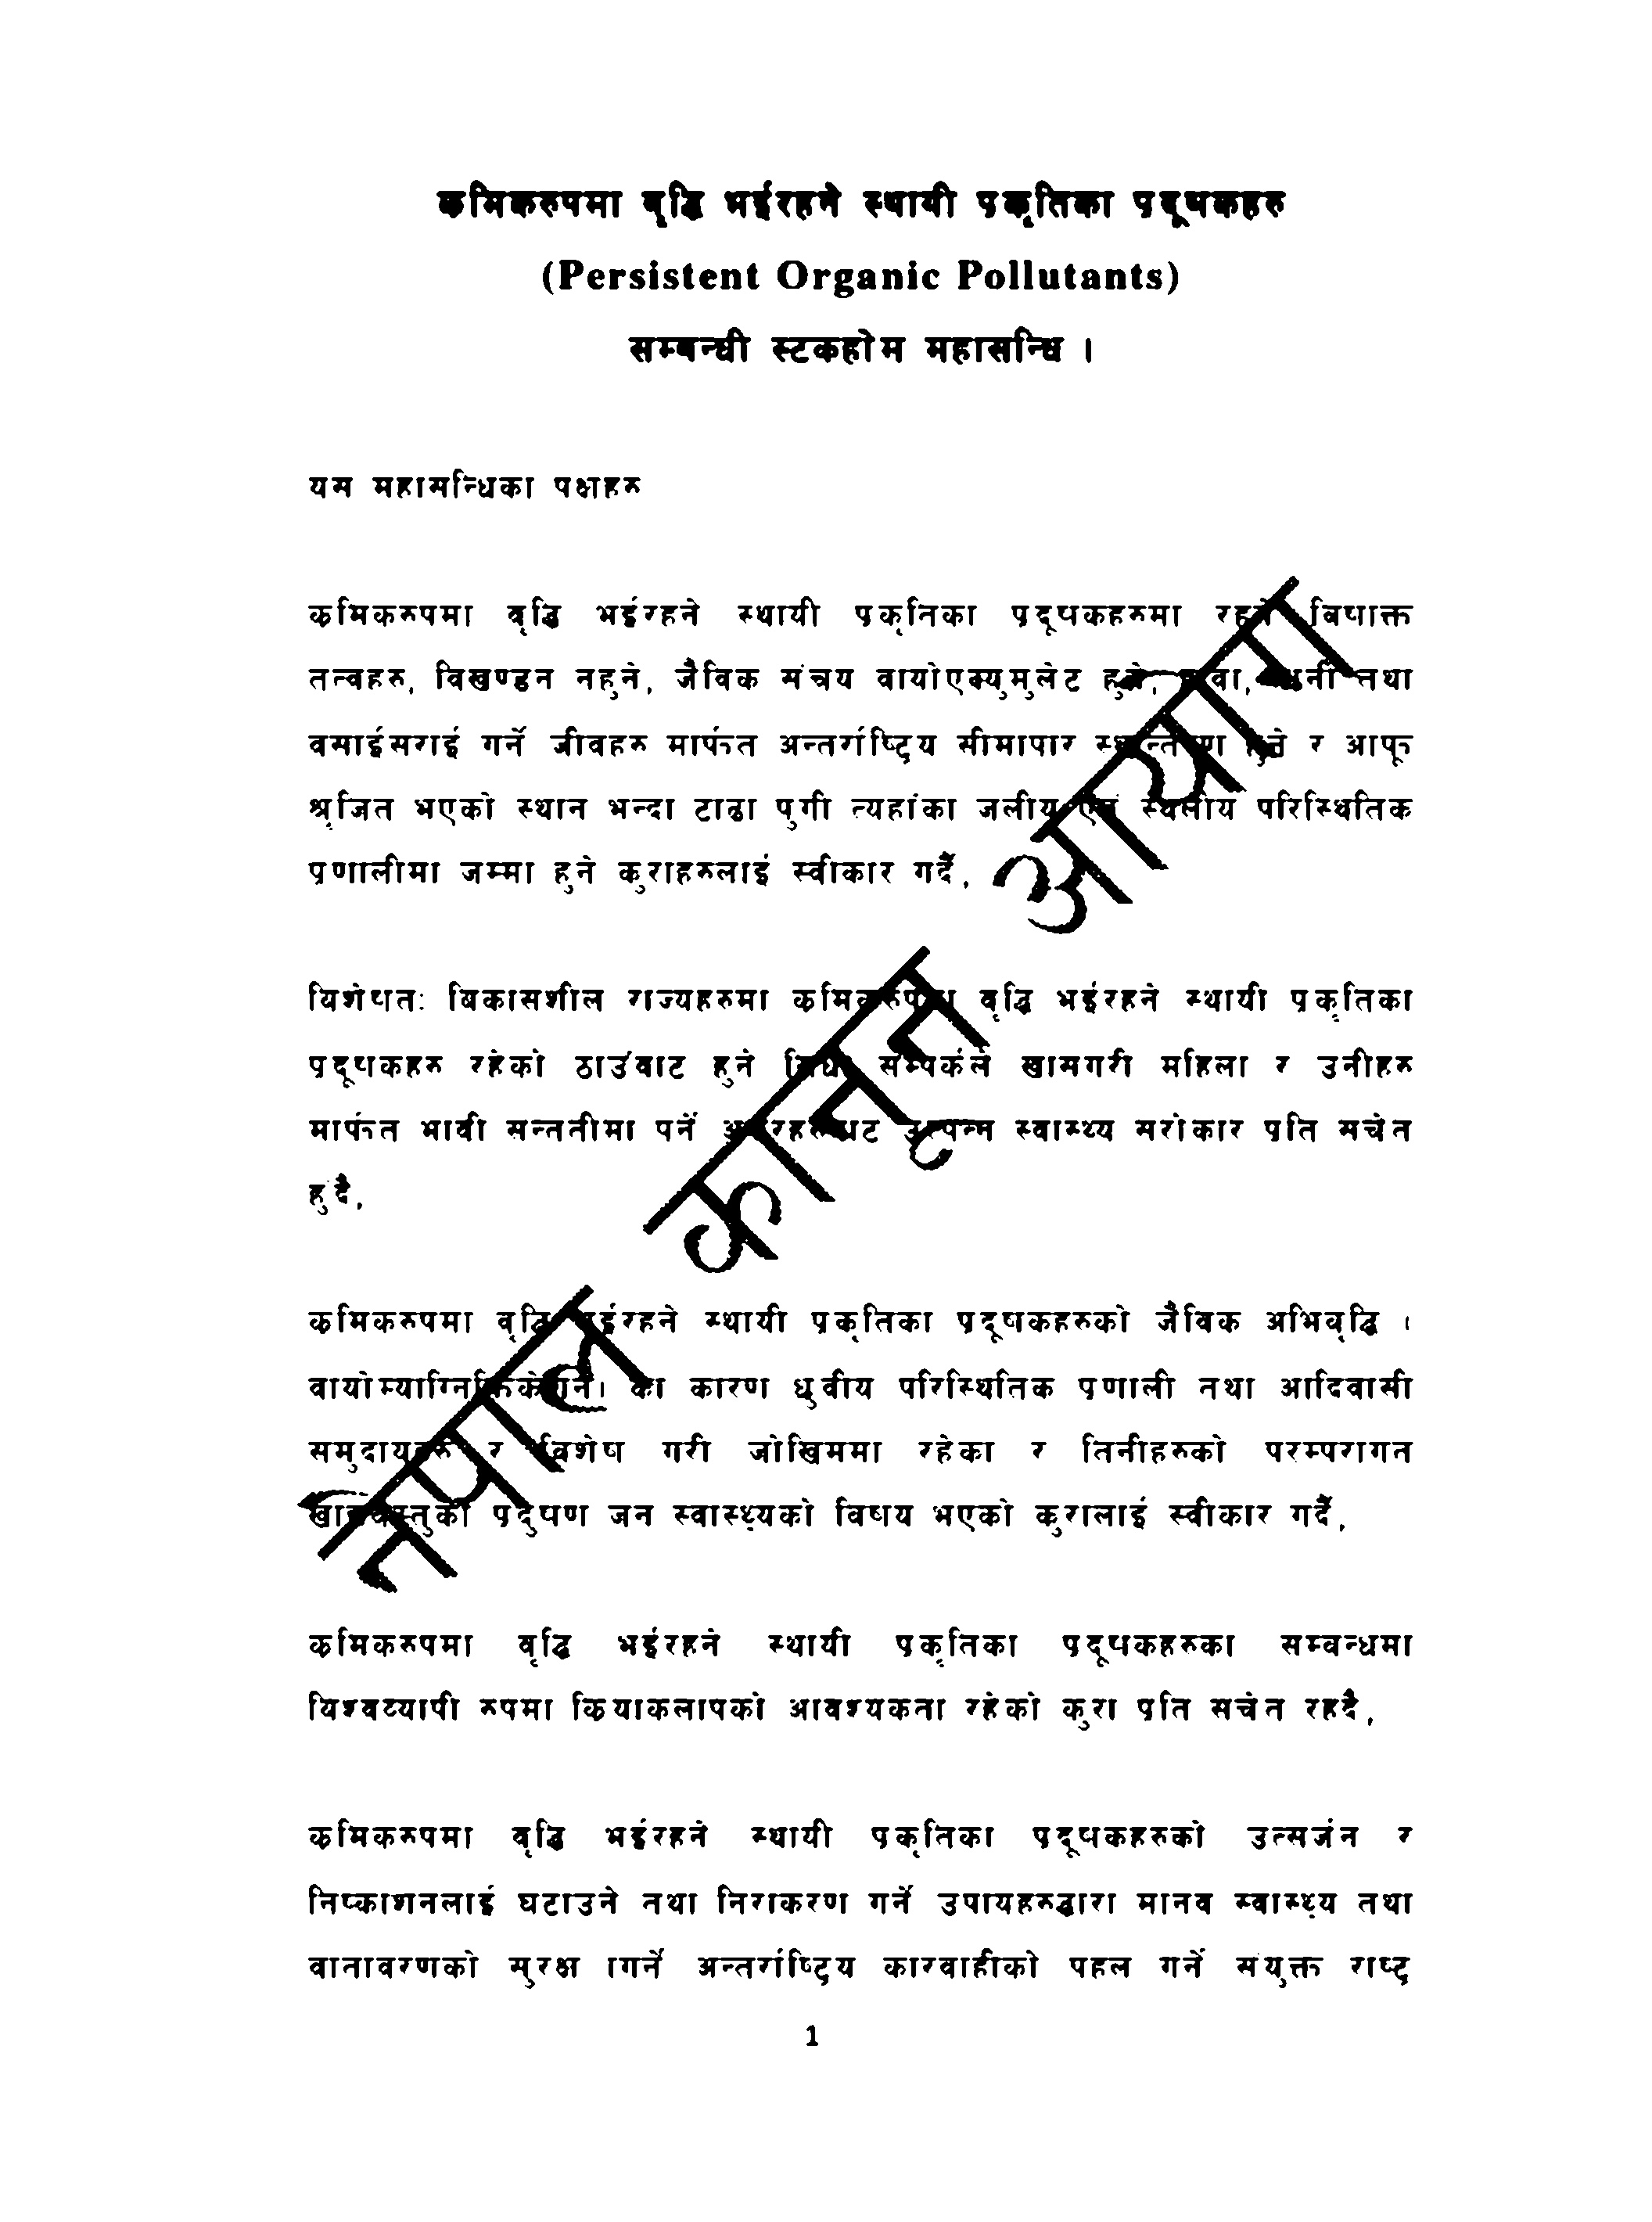 क्रमिकरुपमा वृद्धि भईरहने स्थायी प्रकृतिका प्रदूषकहरु
(Persistent Organic Pollutants)
सम्बन्धी स्टकहोम महासन्धि ।
यस महासन्धिका पक्षहरु
क्रमिकरुपमा वृद्धि भईरहने स्थायी प्रकृतिका प्रदूषकहरुमा रहने विषाक्त
तत्वहरु, विखण्डन नहुने, जैविक संचय वायोएक्युमुलेट हुने, तथा
वसाईसराई गर्ने जीवहरु मार्फत अन्तर्राष्ट्रिय सीमापार हुने र आफू
श्रृजित भएको स्थान भन्दा टाढा पुगी त्यहांका जलीय एवं स्थलीय परिस्थितिक
प्रणालीमा जम्मा हुने कुराहरुलाई स्वीकार गर्दै,
विशेषतः बिकासशील राज्यहरुमा क्रमिकरुपमा वृद्धि भईरहने स्थायी प्रकृतिका
प्रदूषकहरु रहेको ठाउंवाट हुने सम्पर्कले खासगरी महिला र उनीहरु
मार्फत भावी सन्ततीमा पर्ने उत्पन्न स्वास्थ्य सरोकार प्रति सचेत
हुंदै,
क्रमिकरुपमा वृद्धि भईरहने स्थायी प्रकृतिका प्रदूषकहरुको जैविक अभिवृद्धि ।
का कारण ध्रुवीय परिस्थितिक प्रणाली तथा आदिवासी
समुदायहरु र विशेष गरी जोखिममा रहेका र तिनीहरुको परम्परागत
प्रदुषण जन स्वास्थ्यको विषय भएको कुरालाई स्वीकार गर्दै,
क्रमिकरुपमा वृद्धि भईरहने स्थायी प्रकृतिका प्रदूषकहरुका सम्वन्धमा
विश्वव्यापी रुपमा क्रियाकलापको आवश्यकता रहेको कुरा प्रति सचेत रहदै,
क्रमिकरुपमा वृद्धि भईरहने स्थायी प्रकृतिका प्रदूषकहरुको उत्सर्जन र
निष्काशनलाई घटाउने तथा निराकरण गर्ने उपायहरुद्धारा मानव स्वास्थ्य तथा
वातावरणको सुरक्ष ागर्ने अन्तर्राष्ट्रिय कारवाहीको पहल गर्ने संयुक्त राष्ट्र
1
नेपाल कानून आयोग